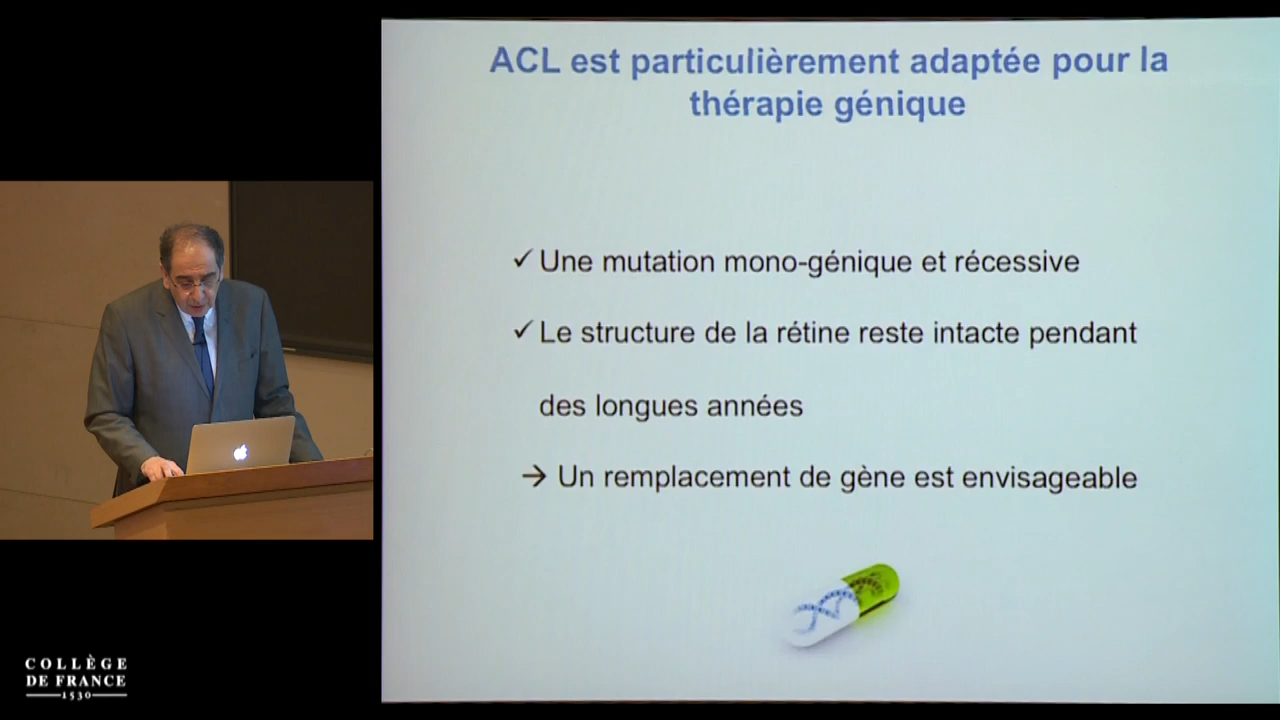 ACL est particulièrement adaptée pour la
thérapie génique
✓ Une mutation mono-génique et récessive
✓ Le structure de la rétine reste intacte pendant
des longues années
→ Un remplacement de gène est envisageable
COLLÈGE
DE FRANCE
1530